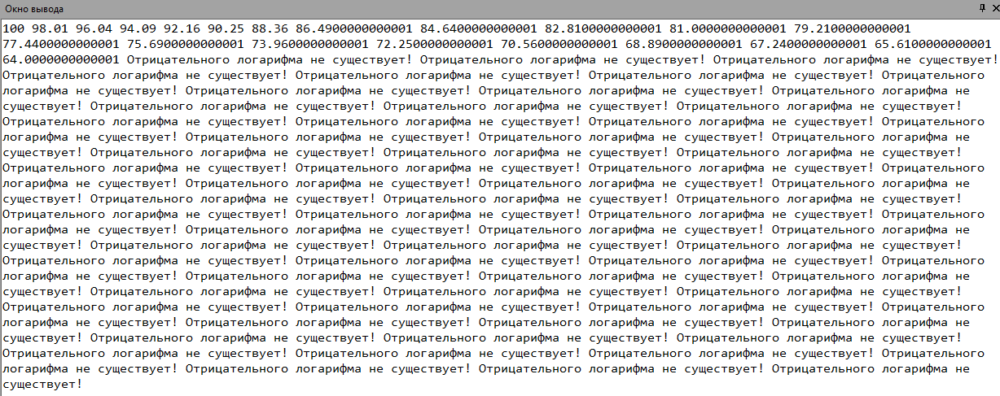 Окно вывода
100 98.01 96.04 94.09 92.16 90.25 88.36 86.4900000000001 84.6400000000001 82.8100000000001 81.0000000000001 79.2100000000001
77.4400000000001 75.6900000000001 73.9600000000001 72.2500000000001 70.5600000000001 68.8900000000001 67.2400000000001 65.6100000000001
64.0000000000001 Отрицательного логарифма не существует! Отрицательного логарифма не существует! Отрицательного логарифма не существует!
Отрицательного логарифма не существует! Отрицательного логарифма не существует! Отрицательного логарифма не существует! Отрицательного
логарифма не существует! Отрицательного логарифма не существует! Отрицательного логарифма не существует! Отрицательного логарифма не
существует! Отрицательного логарифма не существует! Отрицательного логарифма не существует! Отрицательного логарифма не существует!
Отрицательного логарифма не существует! Отрицательного логарифма не существует! Отрицательного логарифма не существует! Отрицательного
логарифма не существует! Отрицательного логарифма не существует! Отрицательного логарифма не существует! Отрицательного логарифма не
существует! Отрицательного логарифма не существует! Отрицательного логарифма не существует! Отрицательного логарифма не существует!
Отрицательного логарифма не существует! Отрицательного логарифма не существует! Отрицательного логарифма не существует! Отрицательного
логарифма не существует! Отрицательного логарифма не существует! Отрицательного логарифма не существует! Отрицательного логарифма не
существует! Отрицательного логарифма не существует! Отрицательного логарифма не существует! Отрицательного логарифма не существует!
Отрицательного логарифма не существует! Отрицательного логарифма не существует! Отрицательного логарифма не существует! Отрицательного
логарифма не существует! Отрицательного логарифма не существует! Отрицательного логарифма не существует! Отрицательного логарифма не
существует! Отрицательного логарифма не существует! Отрицательного логарифма не существует! Отрицательного логарифма не существует!
Отрицательного логарифма не существует! Отрицательного логарифма не существует! Отрицательного логарифма не существует! Отрицательного
логарифма не существует! Отрицательного логарифма не существует! Отрицательного логарифма не существует! Отрицательного логарифма не
существует! Отрицательного логарифма не существует! Отрицательного логарифма не существует! Отрицательного логарифма не существует!
Отрицательного логарифма не существует! Отрицательного логарифма не существует! Отрицательного логарифма не существует! Отрицательного
логарифма не существует! Отрицательного логарифма не существует! Отрицательного логарифма не существует! Отрицательного логарифма не
существует! Отрицательного логарифма не существует! Отрицательного логарифма не существует! Отрицательного логарифма не существует!
Отрицательного логарифма не существует! Отрицательного логарифма не существует! Отрицательного логарифма не существует! Отрицательного
логарифма не существует! Отрицательного логарифма не существует! Отрицательного логарифма не существует! Отрицательного логарифма не
существует!